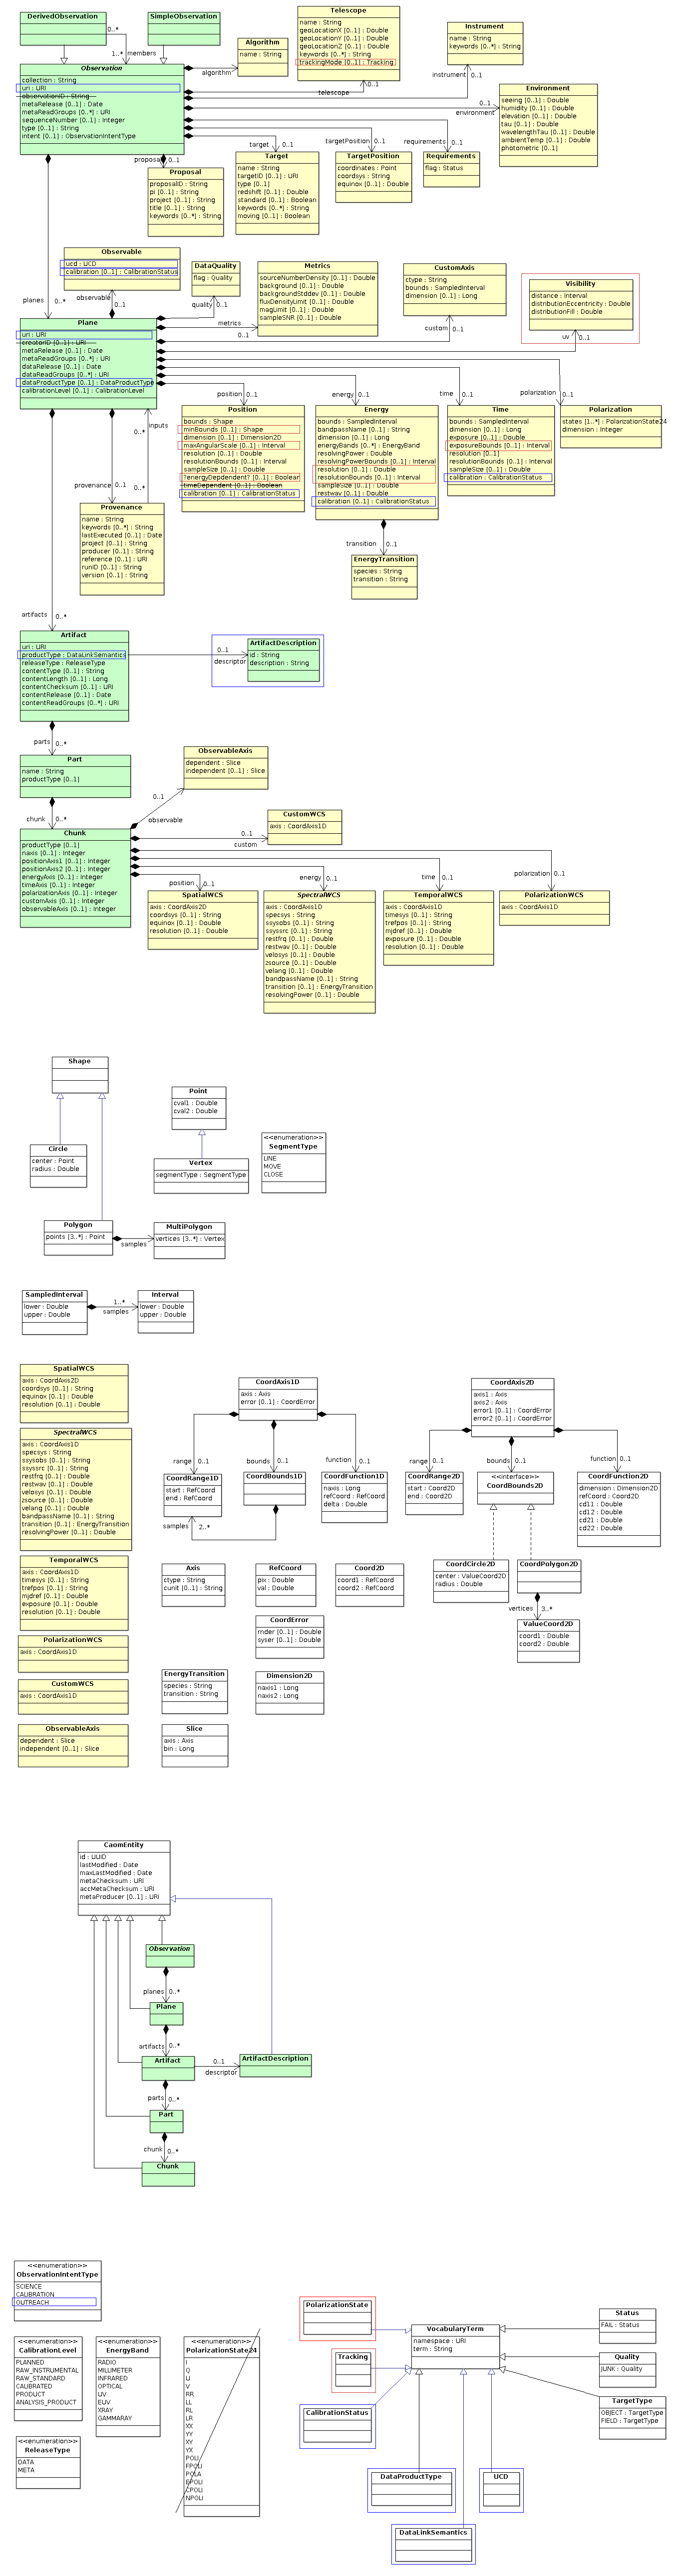 DerivedObservation
SimpleObservation
0..*
1..*
members
Observation
collection : String
uri : URI
observationID : String
metaRelease [0..1] : Date
metaReadGroups [0..*] : URI
sequenceNumber [0..1] : Integer
type [0..1] : String
intent [0..1] : ObservationIntentType
Algorithm
name : String
algorithm
Telescope
name : String
geoLocationX [0..1] : Double
geoLocationY [0..1] : Double
geoLocationZ [0..1] : Double
keywords [0..*] : String
trackingMode [0..1] : Tracking
0..1
telescope
Instrument
name : String
keywords [0..*] : String
instrument
0..1
Environment
seeing [0..1] : Double
humidity [0..1] : Double
elevation [0..1] : Double
tau [0..1] : Double
wavelengthTau [0..1] : Double
ambientTemp [0..1] : Double
photometric [0..1]
0..1
environment
proposal
0..1
Proposal
proposalID : String
pi [0..1] : String
project [0..1] : String
title [0..1] : String
keywords [0..*] : String
target
0..1
Target
name : String
targetID [0..1] : URI
type [0..1]
redshift [0..1] : Double
standard [0..1] : Boolean
keywords [0..*] : String
moving [0..1] : Boolean
targetPosition
0..1
TargetPosition
coordinates : Point
coordsys : String
equinox [0..1] : Double
requirements
0..1
Requirements
flag : Status
planes
0..*
Observable
ucd : UCD
calibration [0..1] : CalibrationStatus
observable
0..1
DataQuality
flag : Quality
quality
0..1
Metrics
sourceNumberDensity [0..1] : Double
background [0..1] : Double
backgroundStddev [0..1] : Double
fluxDensityLimit [0..1] : Double
magLimit [0..1] : Double
sampleSNR [0..1] : Double
metrics
0..1
CustomAxis
ctype : String
bounds : SampledInterval
dimension [0..1] : Long
custom
0..1
Visibility
distance : Interval
distributionEccentricity : Double
distributionFill : Double
uv
0..1
Plane
uri : URI
creatorID [0..1] : URI
metaRelease [0..1] : Date
metaReadGroups [0..*] : URI
dataRelease [0..1] : Date
dataReadGroups [0..*] : URI
dataProductType [0..1] : DataProductType
calibrationLevel [0..1] : CalibrationLevel
position
0..1
Position
bounds : Shape
minBounds [0..1] : Shape
dimension [0..1] : Dimension2D
maxAngularScale [0..1] : Interval
resolution [0..1] : Double
resolutionBounds [0..1] : Interval
sampleSize [0..1] : Double
?energyDependent? [0..1] : Boolean
timeDependent [0..1] : Boolean
calibration [0..1] : CalibrationStatus
energy
0..1
Energy
bounds : SampledInterval
bandpassName [0..1] : String
dimension [0..1] : Long
energyBands [0..*] : EnergyBand
resolvingPower [0..1] : Double
resolvingPowerBounds [0..1] : Interval
resolution [0..1] : Double
resolutionBounds [0..1] : Interval
sampleSize [0..1] : Double
restwav [0..1] : Double
calibration [0..1] : CalibrationStatus
time
0..1
Time
bounds : SampledInterval
dimension [0..1] : Long
exposure [0..1] : Double
exposureBounds [0..1] : Interval
resolution [0..1]
resolutionBounds [0..1] : Interval
sampleSize [0..1] : Double
calibration : CalibrationStatus
polarization
0..1
Polarization
states [1..*] : PolarizationState24
dimension : Integer
inputs
0..*
provenance
0..1
Provenance
name : String
keywords [0..*] : String
lastExecuted [0..1] : Date
project [0..1] : String
producer [0..1] : String
reference [0..1] : URI
runID [0..1] : String
version [0..1] : String
transition
0..1
EnergyTransition
species : String
transition : String
artifacts
0..*
Artifact
uri : URI
productType : DataLinkSemantics
releaseType : ReleaseType
contentType [0..1] : String
contentLength [0..1] : Long
contentChecksum [0..1] : URI
contentRelease [0..1] : Date
contentReadGroups [0..*] : URI
0..1
descriptor
ArtifactDescription
id : String
description : String
parts
0..*
Part
name : String
productType [0..1]
chunk
0..*
ObservableAxis
dependent : Slice
independent [0..1] : Slice
0..1
observable
Chunk
productType [0..1]
naxis [0..1] : Integer
positionAxis1 [0..1] : Integer
positionAxis2 [0..1] : Integer
energyAxis [0..1] : Integer
timeAxis [0..1] : Integer
polarizationAxis [0..1] : Integer
customAxis [0..1] : Integer
observableAxis [0..1] : Integer
CustomWCS
axis : CoordAxis1D
0..1
custom
position
0..1
SpatialWCS
axis : CoordAxis2D
coordsys [0..1] : String
equinox [0..1] : Double
resolution [0..1] : Double
energy
0..1
SpectralWCS
axis : CoordAxis1D
specsys : String
ssysobs [0..1] : String
ssyssrc [0..1] : String
restfrq [0..1] : Double
restwav [0..1] : Double
velosys [0..1] : Double
zsource [0..1] : Double
velang [0..1] : Double
bandpassName [0..1] : String
transition [0..1] : EnergyTransition
resolvingPower [0..1] : Double
time
0..1
TemporalWCS
axis : CoordAxis1D
timesys [0..1] : String
trefpos [0..1] : String
mjdref [0..1] : Double
exposure [0..1] : Double
resolution [0..1] : Double
polarization
0..1
PolarizationWCS
axis : CoordAxis1D
Shape
Circle
center : Point
radius : Double
Point
cval1 : Double
cval2 : Double
Vertex
segmentType : SegmentType
<<enumeration>>
SegmentType
LINE
MOVE
CLOSE
Polygon
points [3..*] : Point
samples
MultiPolygon
vertices [3..*] : Vertex
SampledInterval
lower : Double
upper : Double
1..*
samples
Interval
lower : Double
upper : Double
SpatialWCS
axis : CoordAxis2D
coordsys [0..1] : String
equinox [0..1] : Double
resolution [0..1] : Double
SpectralWCS
axis : CoordAxis1D
specsys : String
ssysobs [0..1] : String
ssyssrc [0..1] : String
restfrq [0..1] : Double
restwav [0..1] : Double
velosys [0..1] : Double
zsource [0..1] : Double
velang [0..1] : Double
bandpassName [0..1] : String
transition [0..1] : EnergyTransition
resolvingPower [0..1] : Double
TemporalWCS
axis : CoordAxis1D
timesys [0..1] : String
trefpos [0..1] : String
mjdref [0..1] : Double
exposure [0..1] : Double
resolution [0..1] : Double
PolarizationWCS
axis : CoordAxis1D
CustomWCS
axis : CoordAxis1D
ObservableAxis
dependent : Slice
independent [0..1] : Slice
CoordAxis1D
axis : Axis
error [0..1] : CoordError
range
0..1
bounds
0..1
function
0..1
CoordRange1D
start : RefCoord
end : RefCoord
CoordBounds1D
samples
2..*
CoordFunction1D
naxis : Long
refCoord : RefCoord
delta : Double
CoordAxis2D
axis1 : Axis
axis2 : Axis
error1 [0..1] : CoordError
error2 [0..1] : CoordError
range
0..1
bounds
0..1
function
0..1
CoordRange2D
start : Coord2D
end : Coord2D
<<interface>>
CoordBounds2D
CoordFunction2D
dimension : Dimension2D
refCoord : Coord2D
cd11 : Double
cd12 : Double
cd21 : Double
cd22 : Double
Axis
ctype : String
cunit [0..1] : String
RefCoord
pix : Double
val : Double
Coord2D
coord1 : RefCoord
coord2 : RefCoord
CoordCircle2D
center : ValueCoord2D
radius : Double
CoordPolygon2D
vertices
3..*
ValueCoord2D
coord1 : Double
coord2 : Double
CoordError
rnder [0..1] : Double
syser [0..1] : Double
EnergyTransition
species : String
transition : String
Dimension2D
naxis1 : Long
naxis2 : Long
Slice
axis : Axis
bin : Long
CaomEntity
id : UUID
lastModified : Date
maxLastModified : Date
metaChecksum : URI
accMetaChecksum : URI
metaProducer [0..1] : URI
Observation
planes
0..*
Plane
artifacts
0..*
Artifact
0..1
descriptor
ArtifactDescription
parts
0..*
Part
chunk
0..*
Chunk
<<enumeration>>
ObservationIntentType
SCIENCE
CALIBRATION
OUTREACH
<<enumeration>>
CalibrationLevel
PLANNED
RAW_INSTRUMENTAL
RAW_STANDARD
CALIBRATED
PRODUCT
ANALYSIS_PRODUCT
<<enumeration>>
EnergyBand
RADIO
MILLIMETER
INFRARED
OPTICAL
UV
EUV
XRAY
GAMMARAY
<<enumeration>>
PolarizationState24
I
Q
U
V
RR
LL
RL
LR
XX
YY
XY
YX
POLI
FPOLI
POLA
EPOLI
CPOLI
NPOLI
<<enumeration>>
ReleaseType
DATA
META
PolarizationState
Tracking
CalibrationStatus
VocabularyTerm
namespace : URI
term : String
Status
FAIL : Status
Quality
JUNK : Quality
TargetType
OBJECT : TargetType
FIELD : TargetType
DataProductType
UCD
DataLinkSemantics